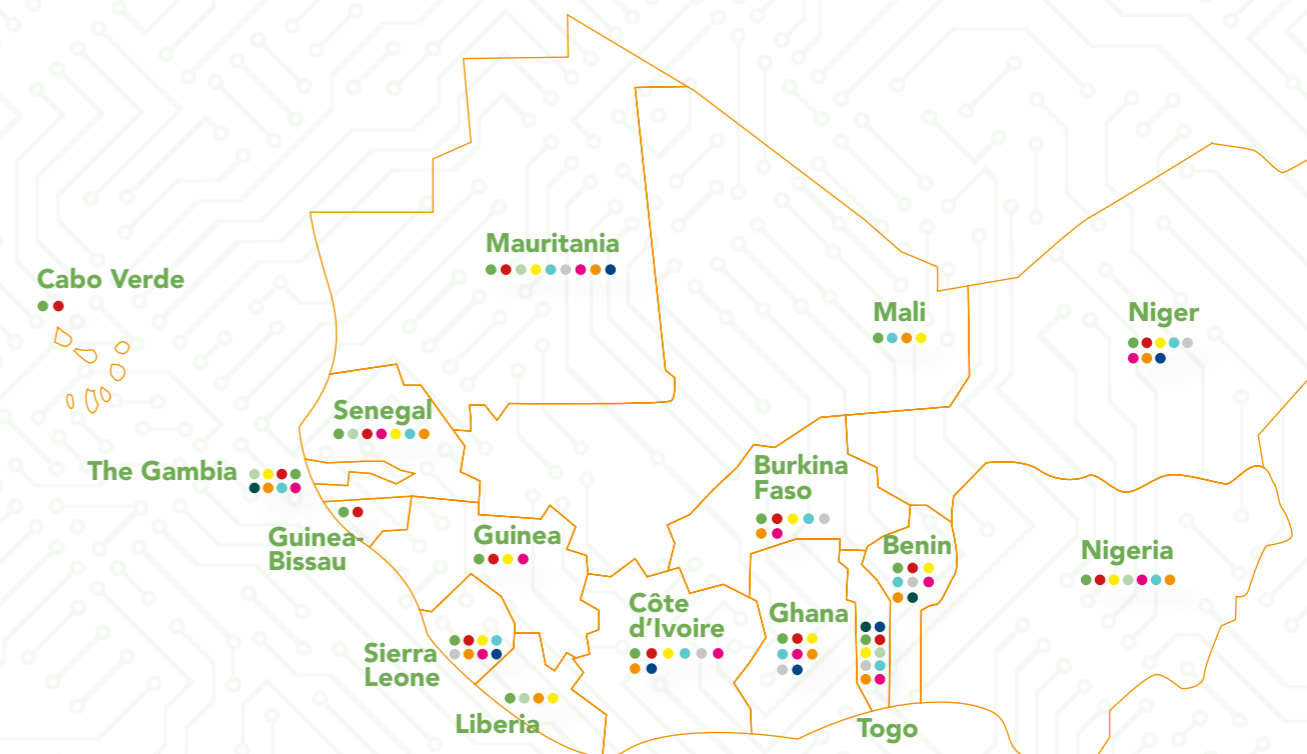 Mauritania
Cabo Verde
Mali
Niger
Senegal
The Gambia
Burkina
Faso
Guinea-
Bissau
Guinea
Benin
Nigeria
Côte
d'Ivoire
Ghana
Sierra
Leone
Liberia
Togo